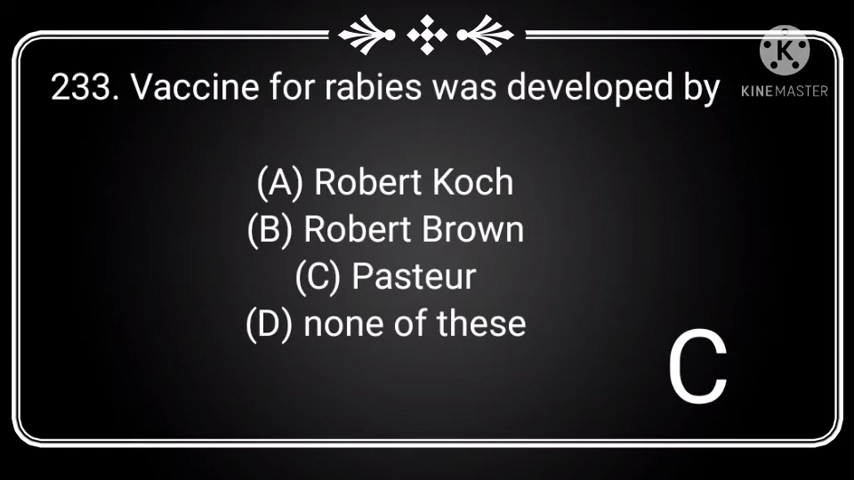 233. Vaccine for rabies was developed by
K
KINEMASTER
(A) Robert Koch
(B) Robert Brown
(C) Pasteur
(D) none of these
C